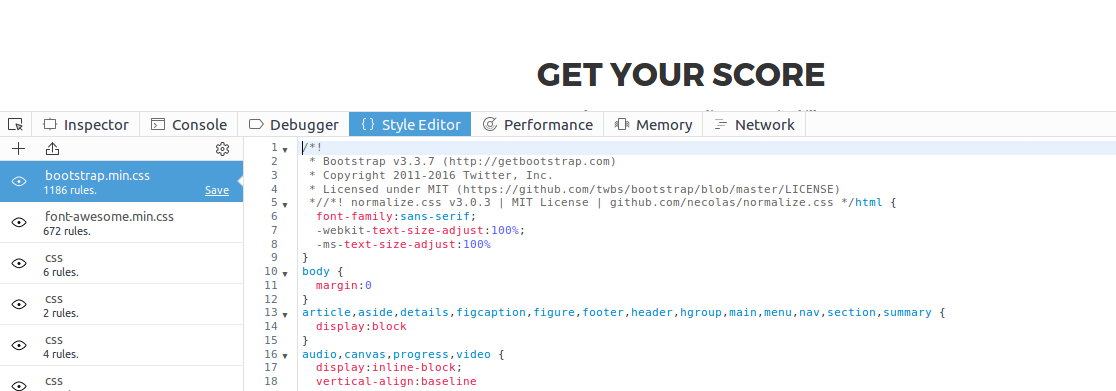 GET YOUR SCORE
Inspector Console Debugger { } Style Editor Performance Memory Network
bootstrap.min.css
1186 rules. Save
font-awesome.min.css
672 rules.
css
6 rules.
css
2 rules.
css
4 rules.
css
1 /*!
2 * Bootstrap v3.3.7 (http://getbootstrap.com)
3 * Copyright 2011-2016 Twitter, Inc.
4 * Licensed under MIT (https://github.com/twbs/bootstrap/blob/master/LICENSE)
5 *//*! normalize.css v3.0.3 | MIT License | github.com/necolas/normalize.css */html {
6 font-family:sans-serif;
7 -webkit-text-size-adjust:100%;
8 -ms-text-size-adjust:100%
9 }
10 body {
11 margin:0
12 }
13 article,aside,details,figcaption,figure,footer,header,hgroup,main,menu,nav,section,summary {
14 display:block
15 }
16 audio,canvas,progress,video {
17 display:inline-block;
18 vertical-align:baseline